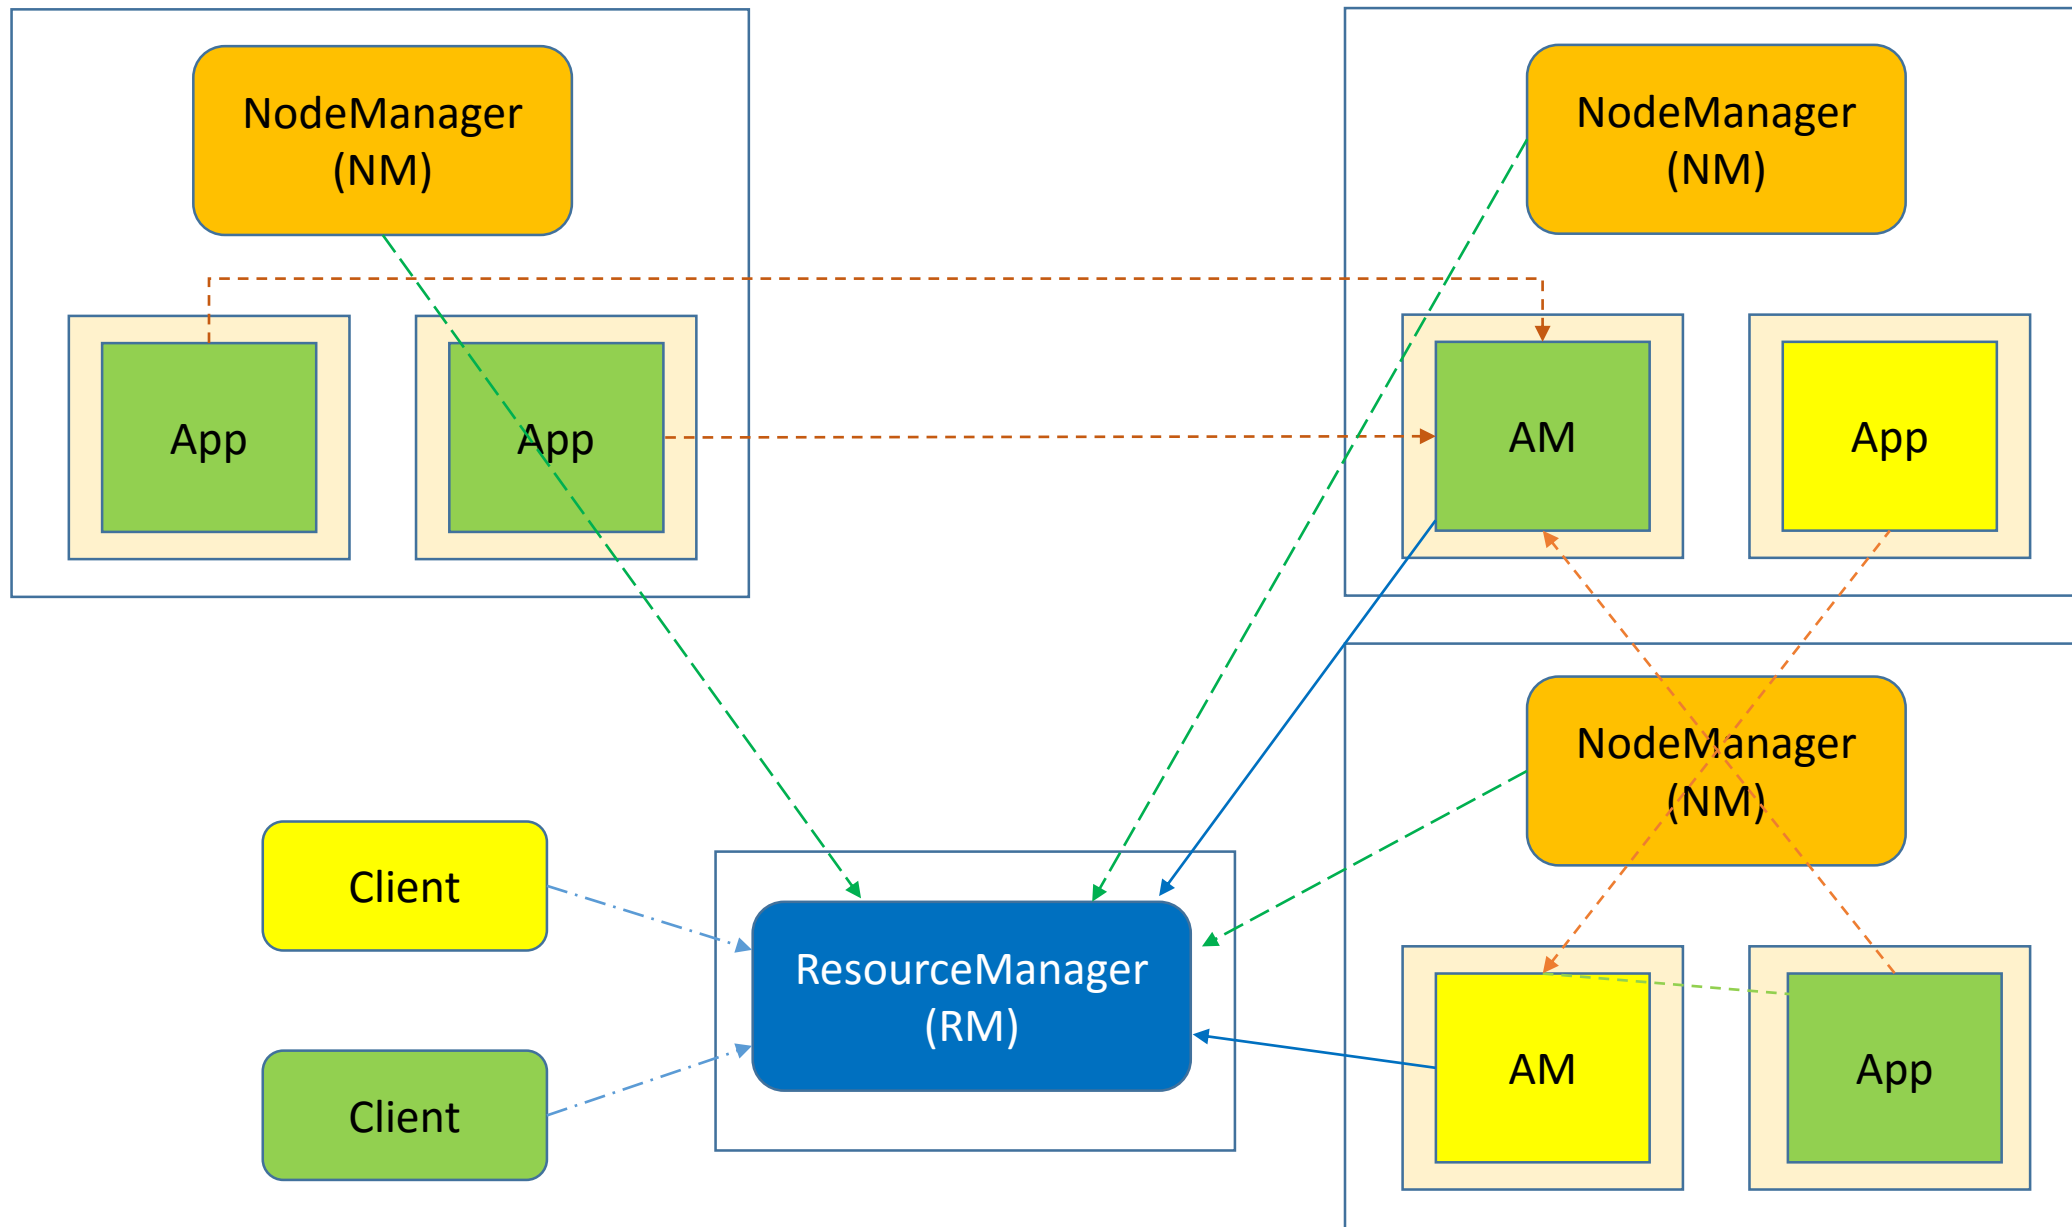 NodeManager
(NM)
NodeManager
(NM)
App
App
AM
App
NodeManager
(NM)
Client
ResourceManager
(RM)
Client
AM
App